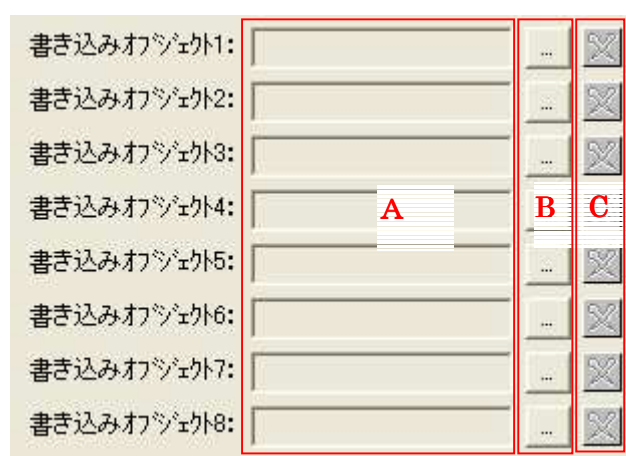 書き込みオブジェクト1: ...
書き込みオブジェクト2: ...
書き込みオブジェクト3: ...
書き込みオブジェクト4: A B C
書き込みオブジェクト5: ...
書き込みオブジェクト6: ...
書き込みオブジェクト7: ...
書き込みオブジェクト8: ...